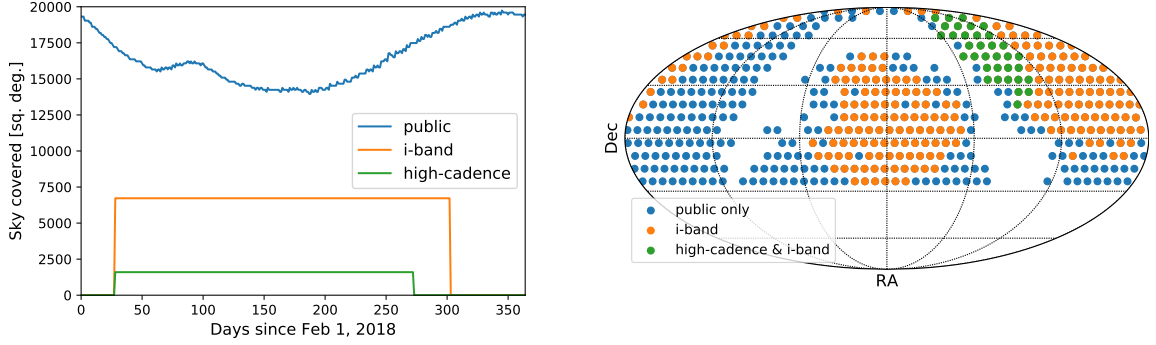 20000
17500
15000
12500
10000
7500
5000
2500
0
Sky covered [sq. deg.]
public
i-band
high-cadence
0 50 100 150 200 250 300 350
Days since Feb 1, 2018
Dec
public only
i-band
high-cadence & i-band
RA